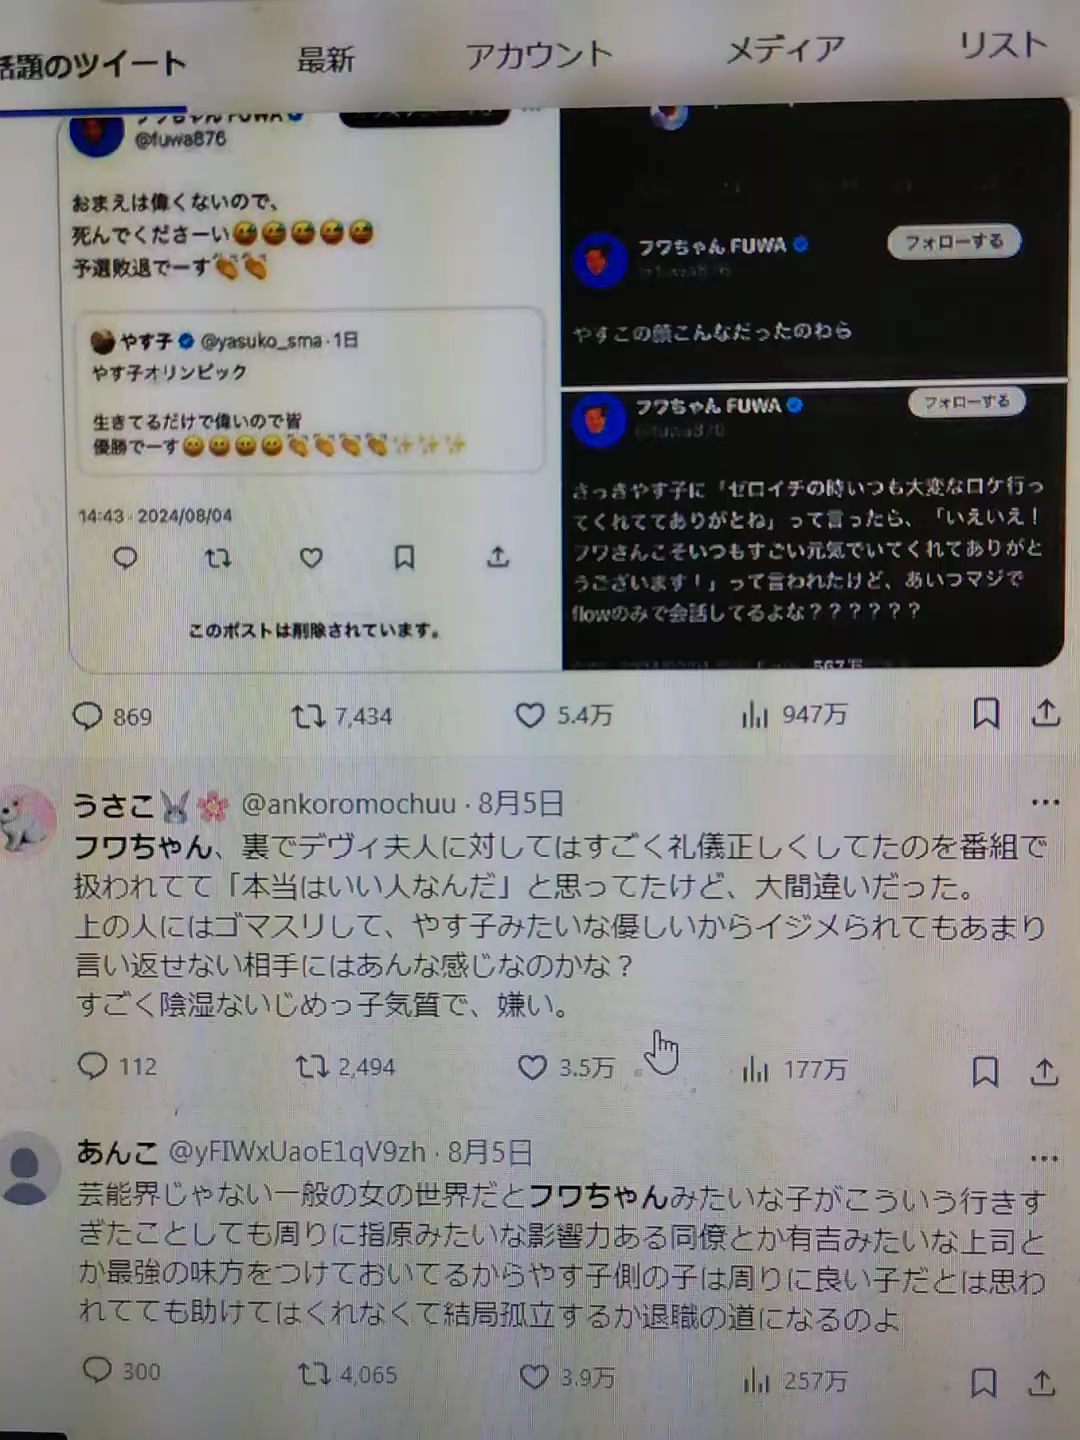 話題のツイート
最新
アカウント
メディア
リスト
フワちゃん FUWA
@fuwa876
おまえは偉くないので、
死んでくださーい😅😅😅😅😅
予選敗退でーす👏👏
やす子 @yasuko_sma·1日
やす子オリンピック
生きてるだけで偉いので皆
優勝でーす😀😀😀😀👏👏👏👏✨✨✨
14:43·2024/08/04
このポストは削除されています。
フワちゃん FUWA
フォローする
やすこの顔こんなだったのわら
フワちゃん FUWA
フォローする
さっきやす子に「ゼロイチの時いつも大変なロケ行っ
てくれててありがとね」って言ったら、「いえいえ！
フワさんこそいつもすごい元気でいてくれてありがと
うございます！」って言われたけど、あいつマジで
flowのみで会話してるよな？？？？？？
567万
869 7,434 5.4万 947万
うさこ🐰🌸 @ankoromochuu · 8月5日
フワちゃん、裏でデヴィ夫人に対してはすごく礼儀正しくしてたのを番組で
扱われてて「本当はいい人なんだ」と思ってたけど、大間違いだった。
上の人にはゴマスリして、やす子みたいな優しいからイジメられてもあまり
言い返せない相手にはあんな感じなのかな？
すごく陰湿ないじめっ子気質で、嫌い。
112 2,494 3.5万 177万
あんこ @yFIWxUaoE1qV9zh · 8月5日
芸能界じゃない一般の女の世界だとフワちゃんみたいな子がこういう行きす
ぎたことしても周りに指原みたいな影響力ある同僚とか有吉みたいな上司と
か最強の味方をつけておいてるからやす子側の子は周りに良い子だとは思わ
れてても助けてはくれなくて結局孤立するか退職の道になるのよ
300 4,065 3.9万 257万